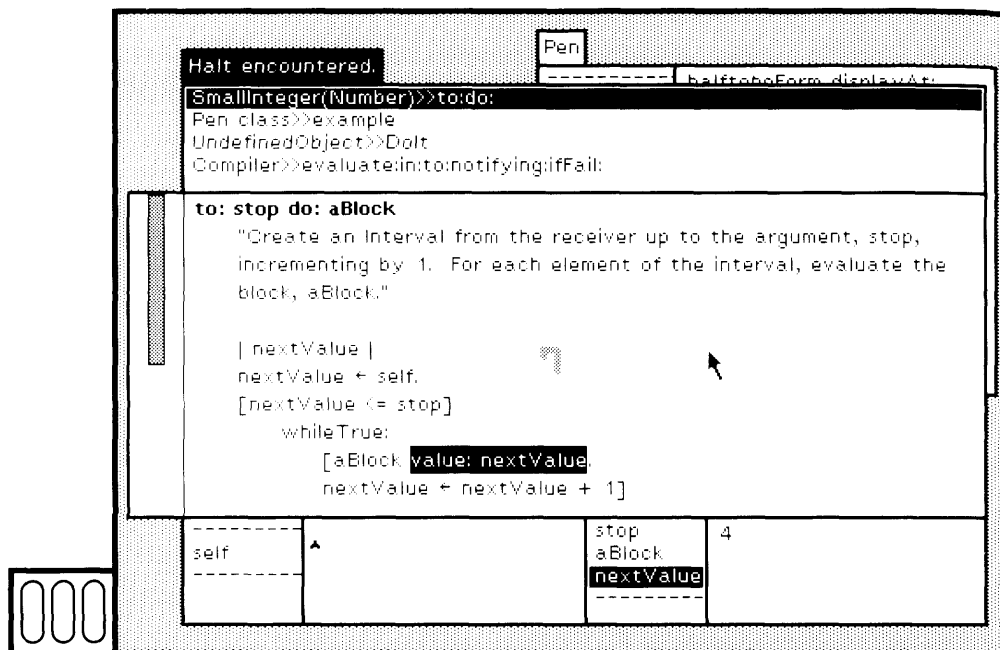 Pen
Halt encountered.
halftoneForm displayAt:
SmallInteger(Number)>>to:do:
Pen class>>example
UndefinedObject>>DoIt
Compiler>>evaluate:in:to:notifying:ifFail:
to: stop do: aBlock
"Create an Interval from the receiver up to the argument, stop,
incrementing by 1. For each element of the interval, evaluate the
block, aBlock."
| nextValue |
nextValue ← self.
[nextValue <= stop]
whileTrue:
[aBlock value: nextValue.
nextValue ← nextValue + 1]
self
stop
aBlock
nextValue
4